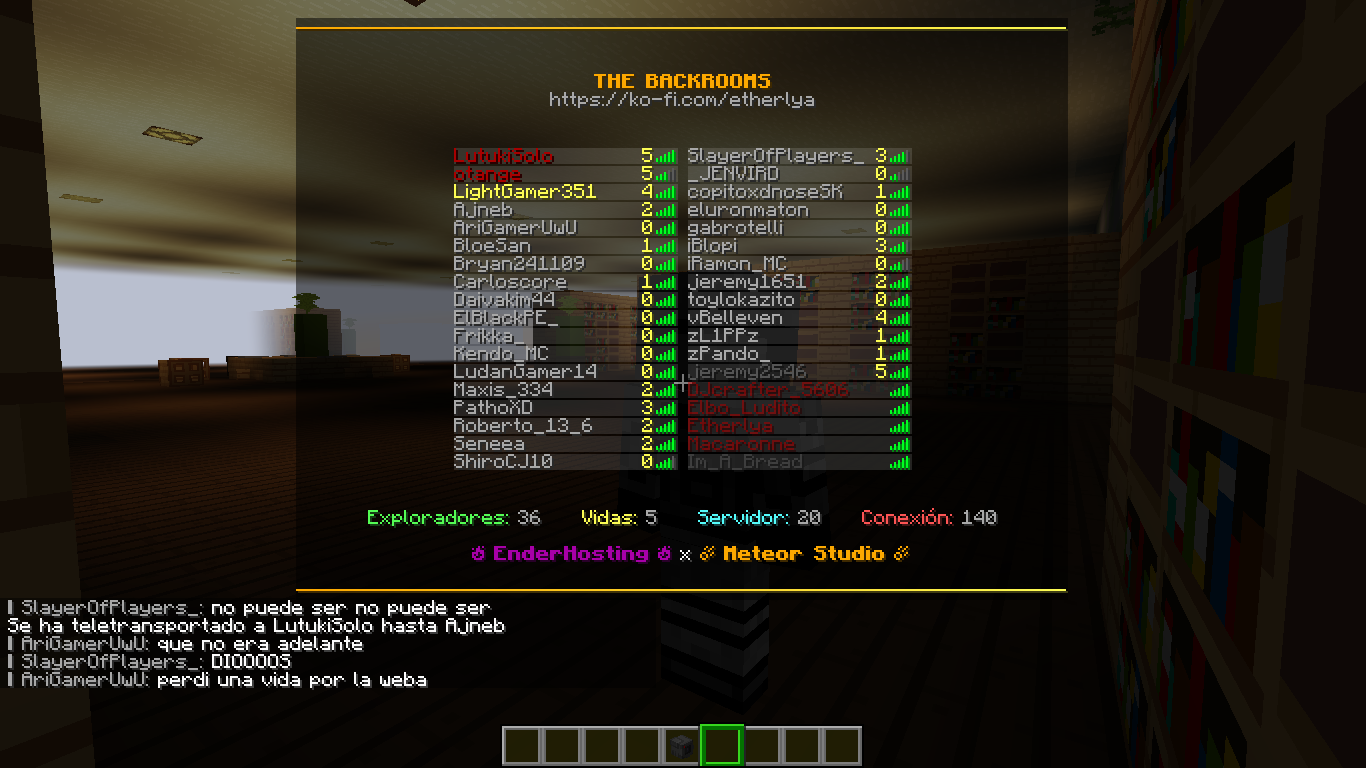 THE BACKROOMS
https://ko-fi.com/etherlya
LutukiSolo 5
otange 5
LightGamer351 4
Ajneb 2
AriGamerUwU 0
BloeSan 1
Bryan241109 0
Carloscore_ 1
Daivakim44 0
ElBlackPE_ 0
Frikka_ 0
Kendo_MC 0
LudanGamer14 0
Maxis_334 2
PathoXD 3
Roberto_13_6 2
Seneea 2
ShiroCJ10 0
SlayerOfPlayers_ 3
_JENVIRD 0
copitoxdnoseSK 1
eluronmaton 0
gabrotelli 0
iBlopi 3
iRamon_MC 0
jeremy1651 2
toylokazito 0
vBelleven 4
zL1PPz 1
zPando_ 1
jeremy2546 5
DJcrafter_5606
Elbo_Ludito
Etherlya
Macaronne
Im_A_Bread
Exploradores: 36 Vidas: 5 Servidor: 20 Conexión: 140
EnderHosting x Meteor Studio
SlayerOfPlayers_: no puede ser no puede ser
Se ha teletransportado a LutukiSolo hasta Ajneb
AriGamerUwU: que no era adelante
SlayerOfPlayers_: DIOOOOS
AriGamerUwU: perdi una vida por la weba